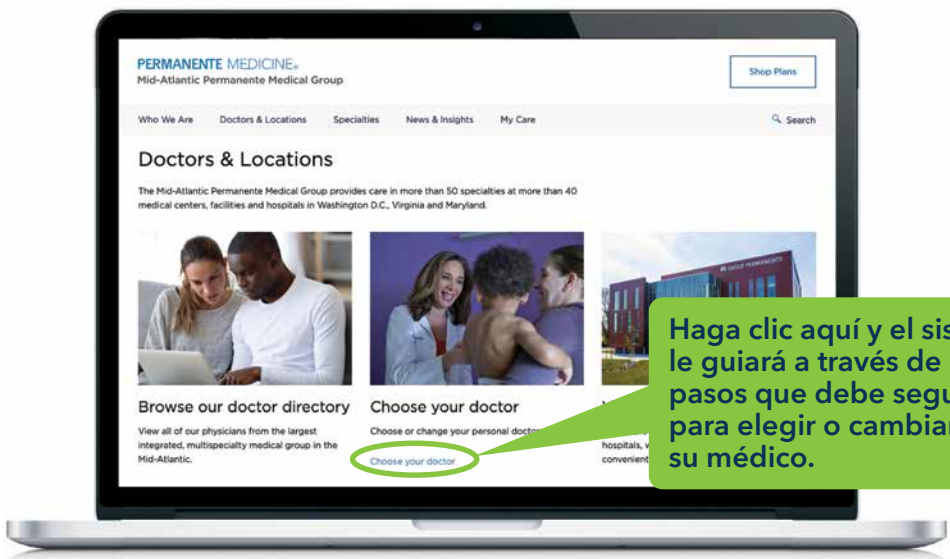 PERMANENTE MEDICINE®
Mid-Atlantic Permanente Medical Group
Shop Plans
Who We Are Doctors & Locations Specialties News & Insights My Care Search
Doctors & Locations
The Mid-Atlantic Permanente Medical Group provides care in more than 50 specialties at more than 40
medical centers, facilities and hospitals in Washington D.C., Virginia and Maryland.
KAISER PERMANENTE
Browse our doctor directory
View all of our physicians from the largest
integrated, multispecialty medical group in the
Mid-Atlantic.
Choose your doctor
Choose or change your personal doctor
Choose your doctor
hospitals,
convenient
Haga clic aquí y el sis
le guiará a través de
pasos que debe segu
para elegir o cambiar
su médico.